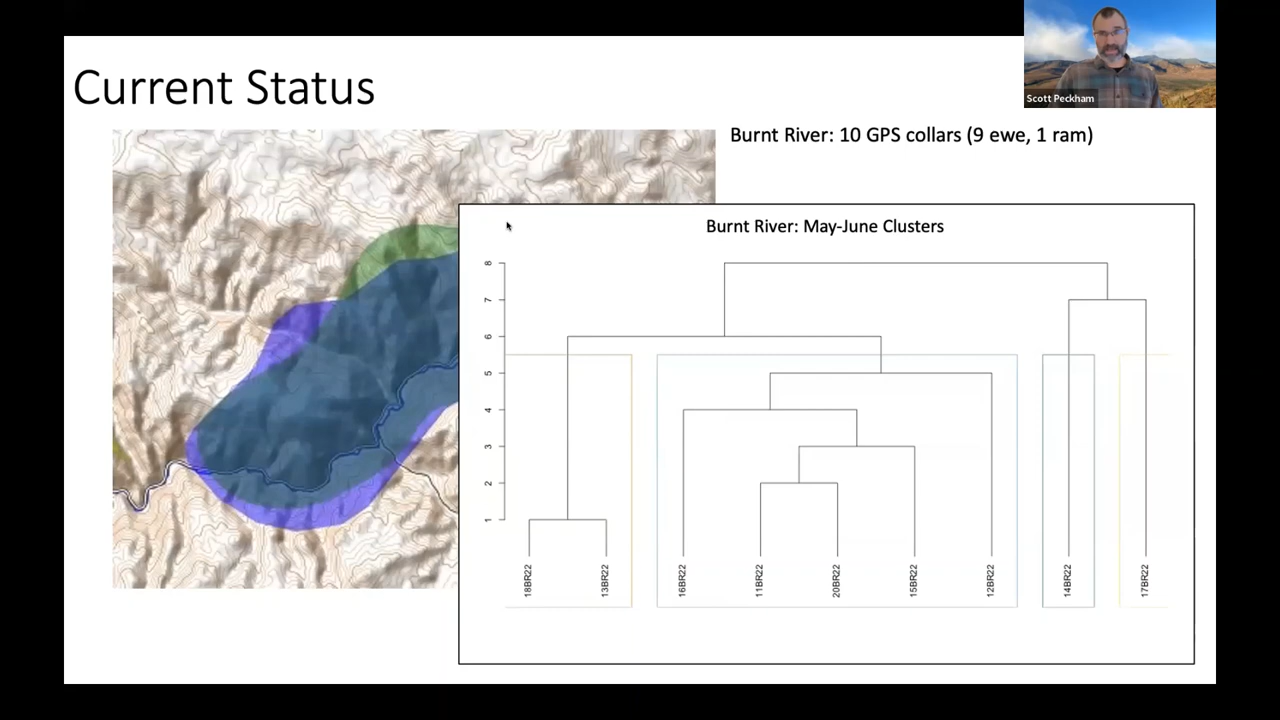 Current Status
Scott Peckham
Burnt River: 10 GPS collars (9 ewe, 1 ram)
Burnt River: May-June Clusters
8
7
6
5
4
3
2
1
18BR22
13BR22
16BR22
11BR22
20BR22
15BR22
12BR22
14BR22
17BR22